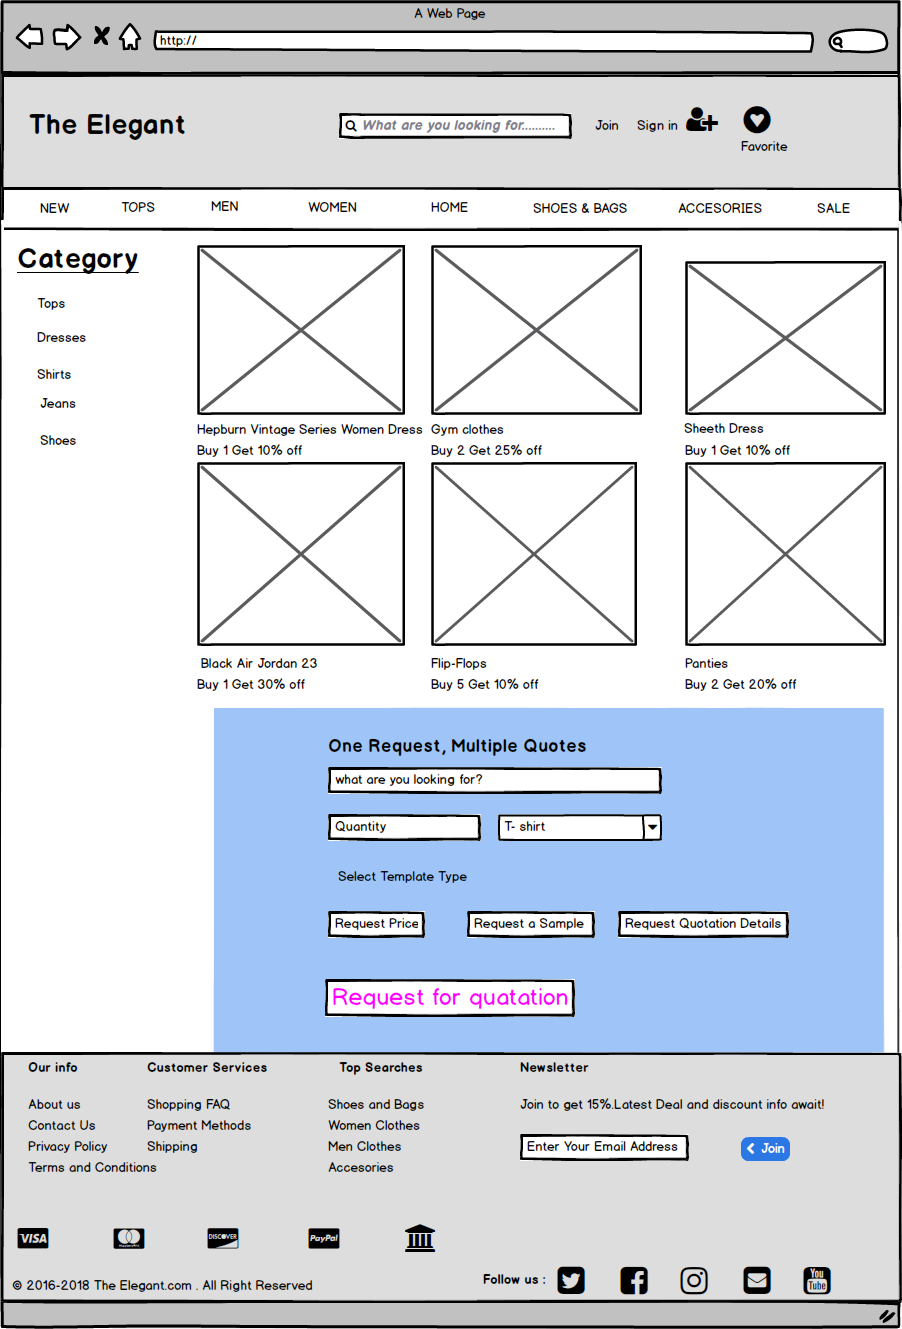 A Web Page
http://
The Elegant
What are you looking for..........
Join
Sign in
Favorite
NEW
TOPS
MEN
WOMEN
HOME
SHOES & BAGS
ACCESORIES
SALE
Category
Tops
Dresses
Shirts
Jeans
Shoes
Hepburn Vintage Series Women Dress
Buy 1 Get 10% off
Gym clothes
Buy 2 Get 25% off
Sheeth Dress
Buy 1 Get 10% off
Black Air Jordan 23
Buy 1 Get 30% off
Flip-Flops
Buy 5 Get 10% off
Panties
Buy 2 Get 20% off
One Request, Multiple Quotes
what are you looking for?
Quantity
T- shirt
Select Template Type
Request Price
Request a Sample
Request Quotation Details
Request for quatation
Our info
About us
Contact Us
Privacy Policy
Terms and Conditions
Customer Services
Shopping FAQ
Payment Methods
Shipping
Top Searches
Shoes and Bags
Women Clothes
Men Clothes
Accesories
Newsletter
Join to get 15%.Latest Deal and discount info await!
Enter Your Email Address
Join
VISA
MasterCard
DISCOVER
PayPal
© 2016-2018 The Elegant.com . All Right Reserved
Follow us :
You
Tube